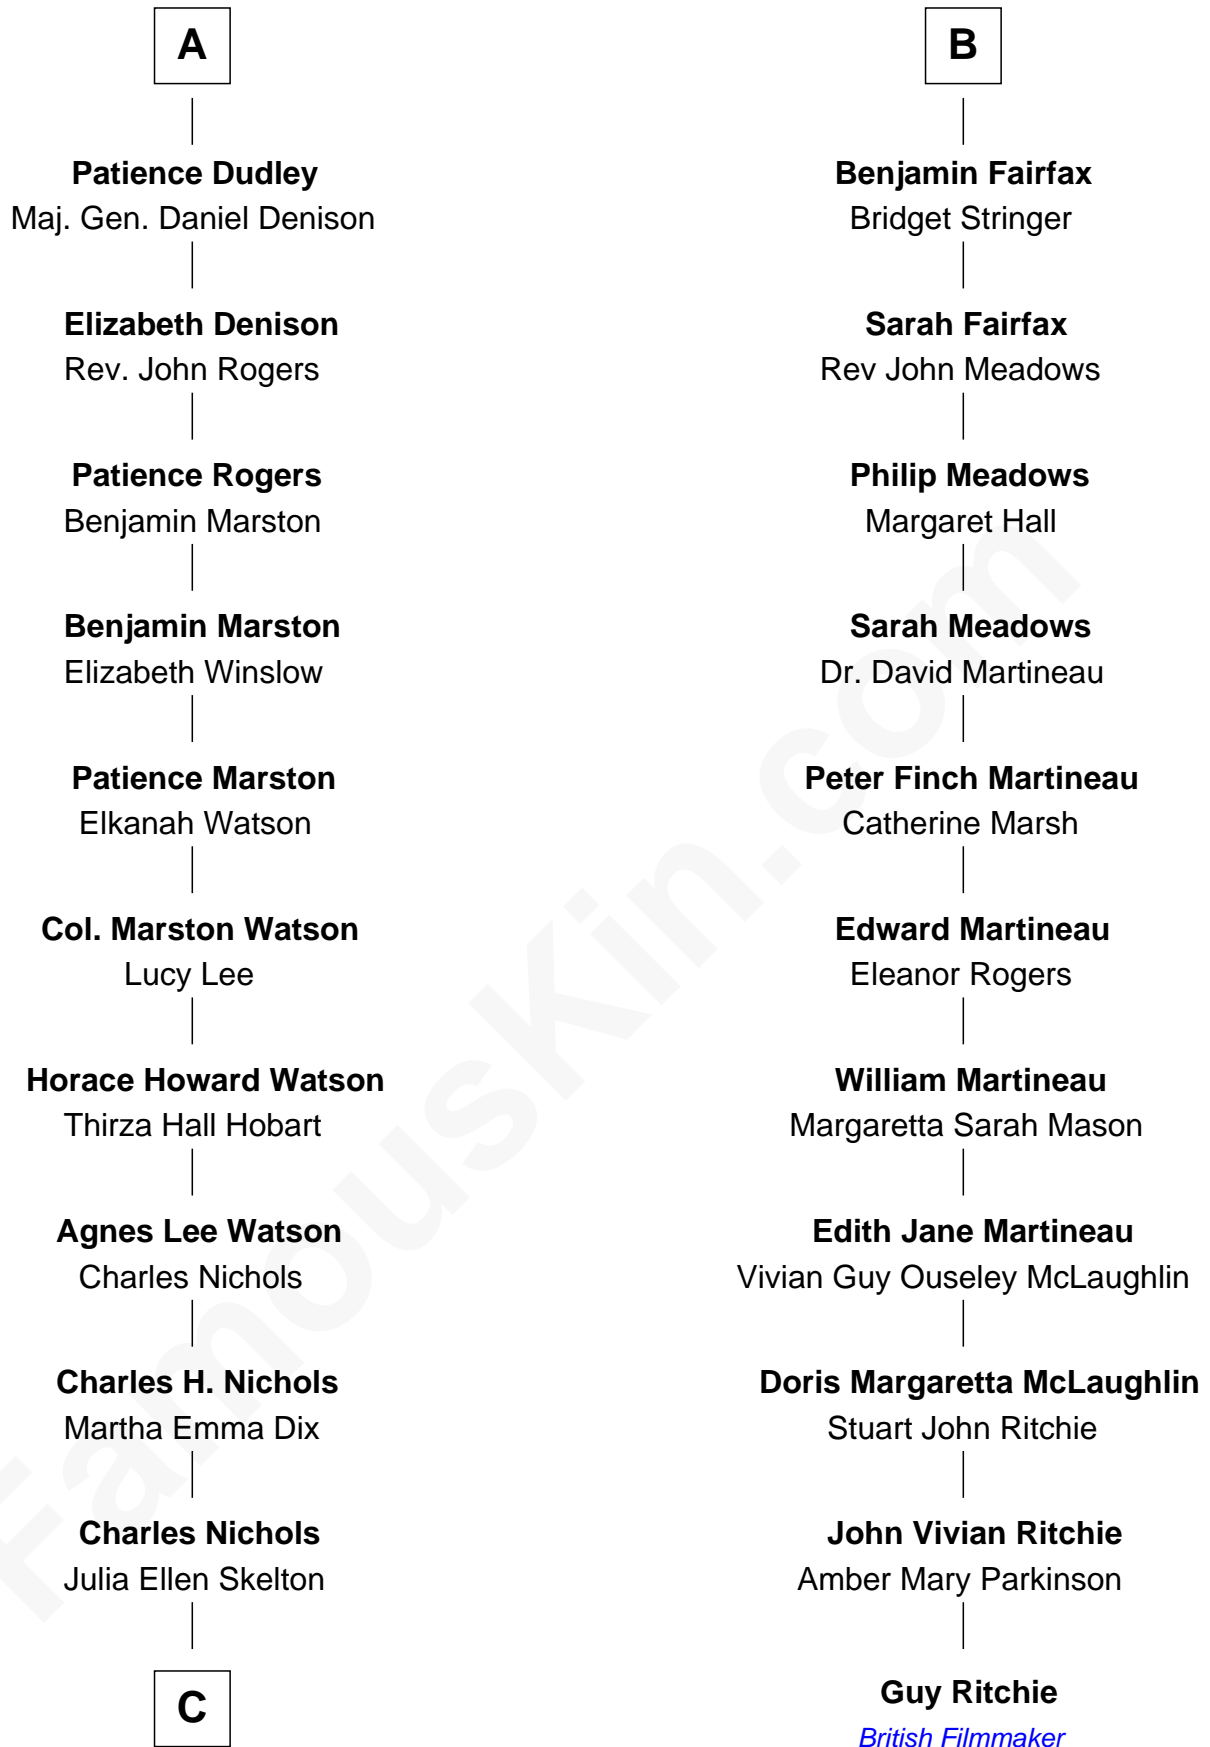 A
Patience Dudley
Maj. Gen. Daniel Denison
Elizabeth Denison
Rev. John Rogers
Patience Rogers
Benjamin Marston
Benjamin Marston
Elizabeth Winslow
Patience Marston
Elkanah Watson
Col. Marston Watson
Lucy Lee
Horace Howard Watson
Thirza Hall Hobart
Agnes Lee Watson
Charles Nichols
Charles H. Nichols
Martha Emma Dix
Charles Nichols
Julia Ellen Skelton
C
B
Benjamin Fairfax
Bridget Stringer
Sarah Fairfax
Rev John Meadows
Philip Meadows
Margaret Hall
Sarah Meadows
Dr. David Martineau
Peter Finch Martineau
Catherine Marsh
Edward Martineau
Eleanor Rogers
William Martineau
Margaretta Sarah Mason
Edith Jane Martineau
Vivian Guy Ouseley McLaughlin
Doris Margaretta McLaughlin
Stuart John Ritchie
John Vivian Ritchie
Amber Mary Parkinson
Guy Ritchie
British Filmmaker
FamousKin.com